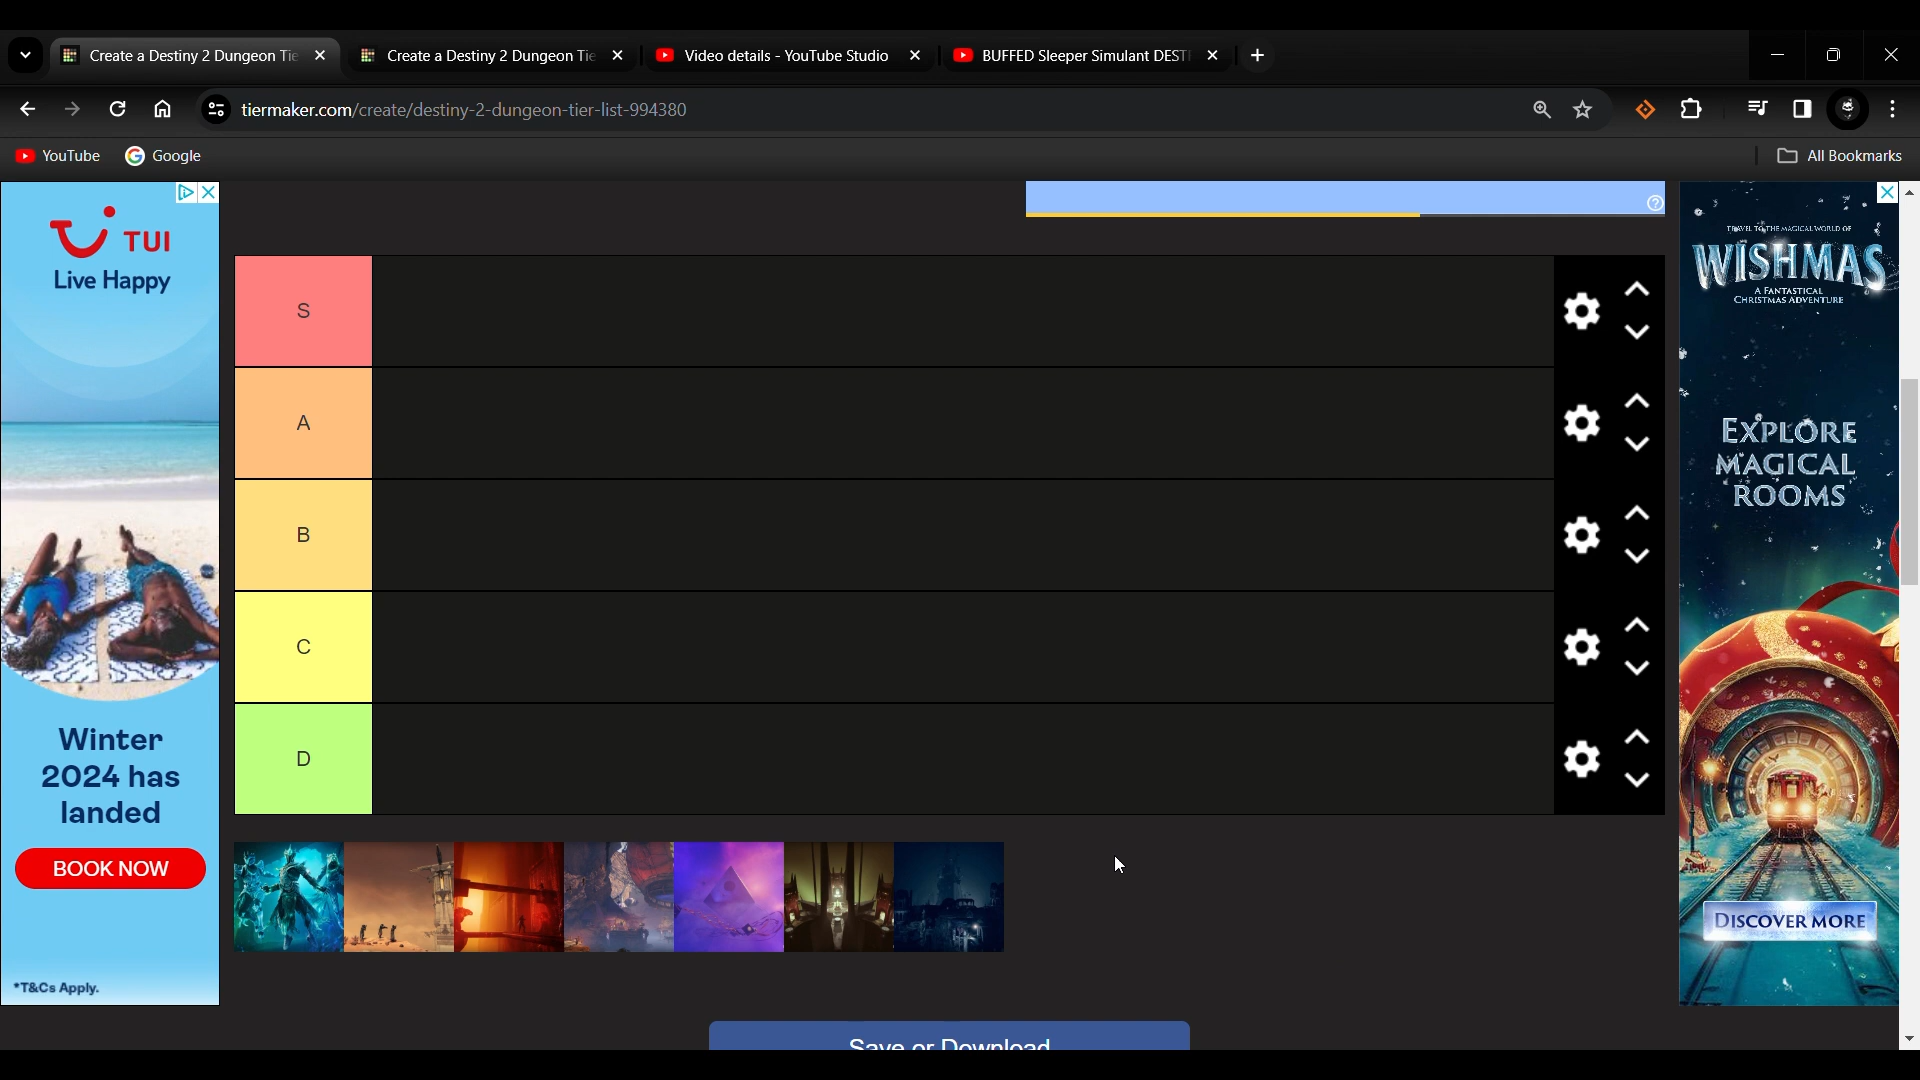 Create a Destiny 2 Dungeon Tie
Create a Destiny 2 Dungeon Tie
Video details - YouTube Studio
BUFFED Sleeper Simulant DESTI
tiermaker.com/create/destiny-2-dungeon-tier-list-994380
YouTube
Google
All Bookmarks
TUI
Live Happy
Winter
2024 has
landed
BOOK NOW
*T&Cs Apply.
S
A
B
C
D
Save or Download
TRAVEL TO THE MAGICAL WORLD OF
WISHMAS
A FANTASTICAL
CHRISTMAS ADVENTURE
EXPLORE
MAGICAL
ROOMS
DISCOVER MORE